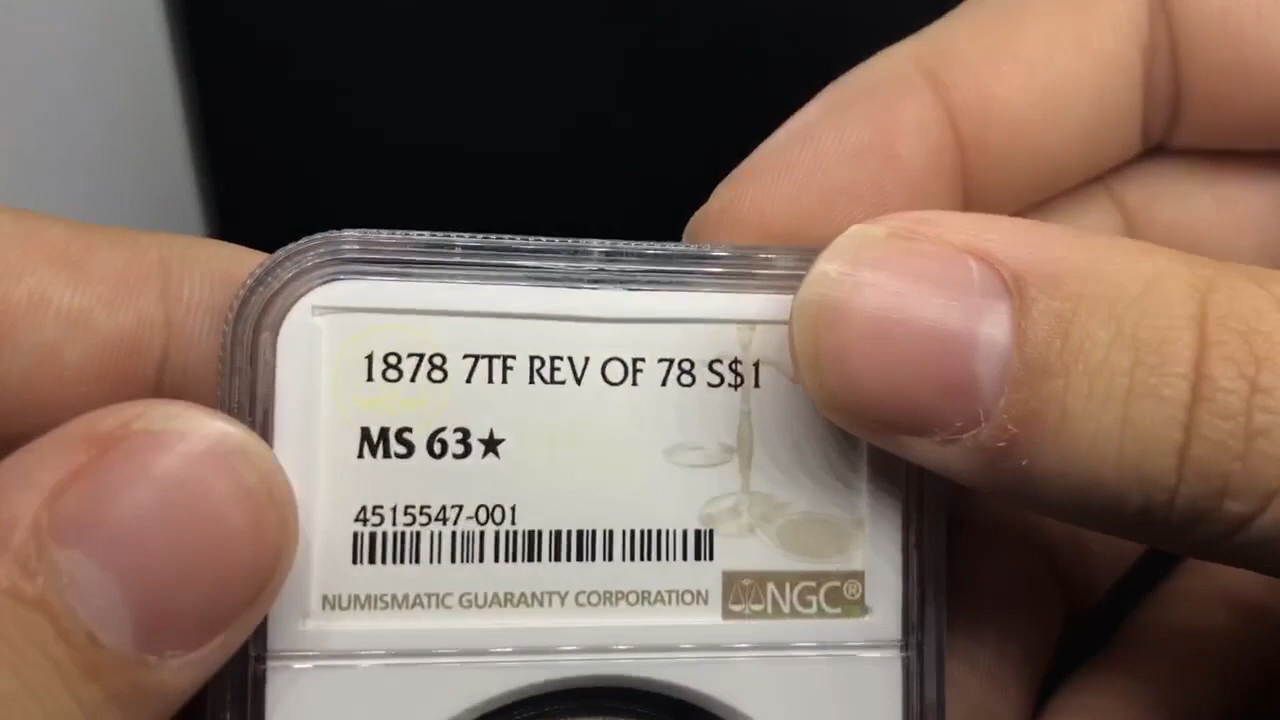 1878 7TF REV OF 78 S$1
MS 63★
4515547-001
NUMISMATIC GUARANTY CORPORATION NGC®